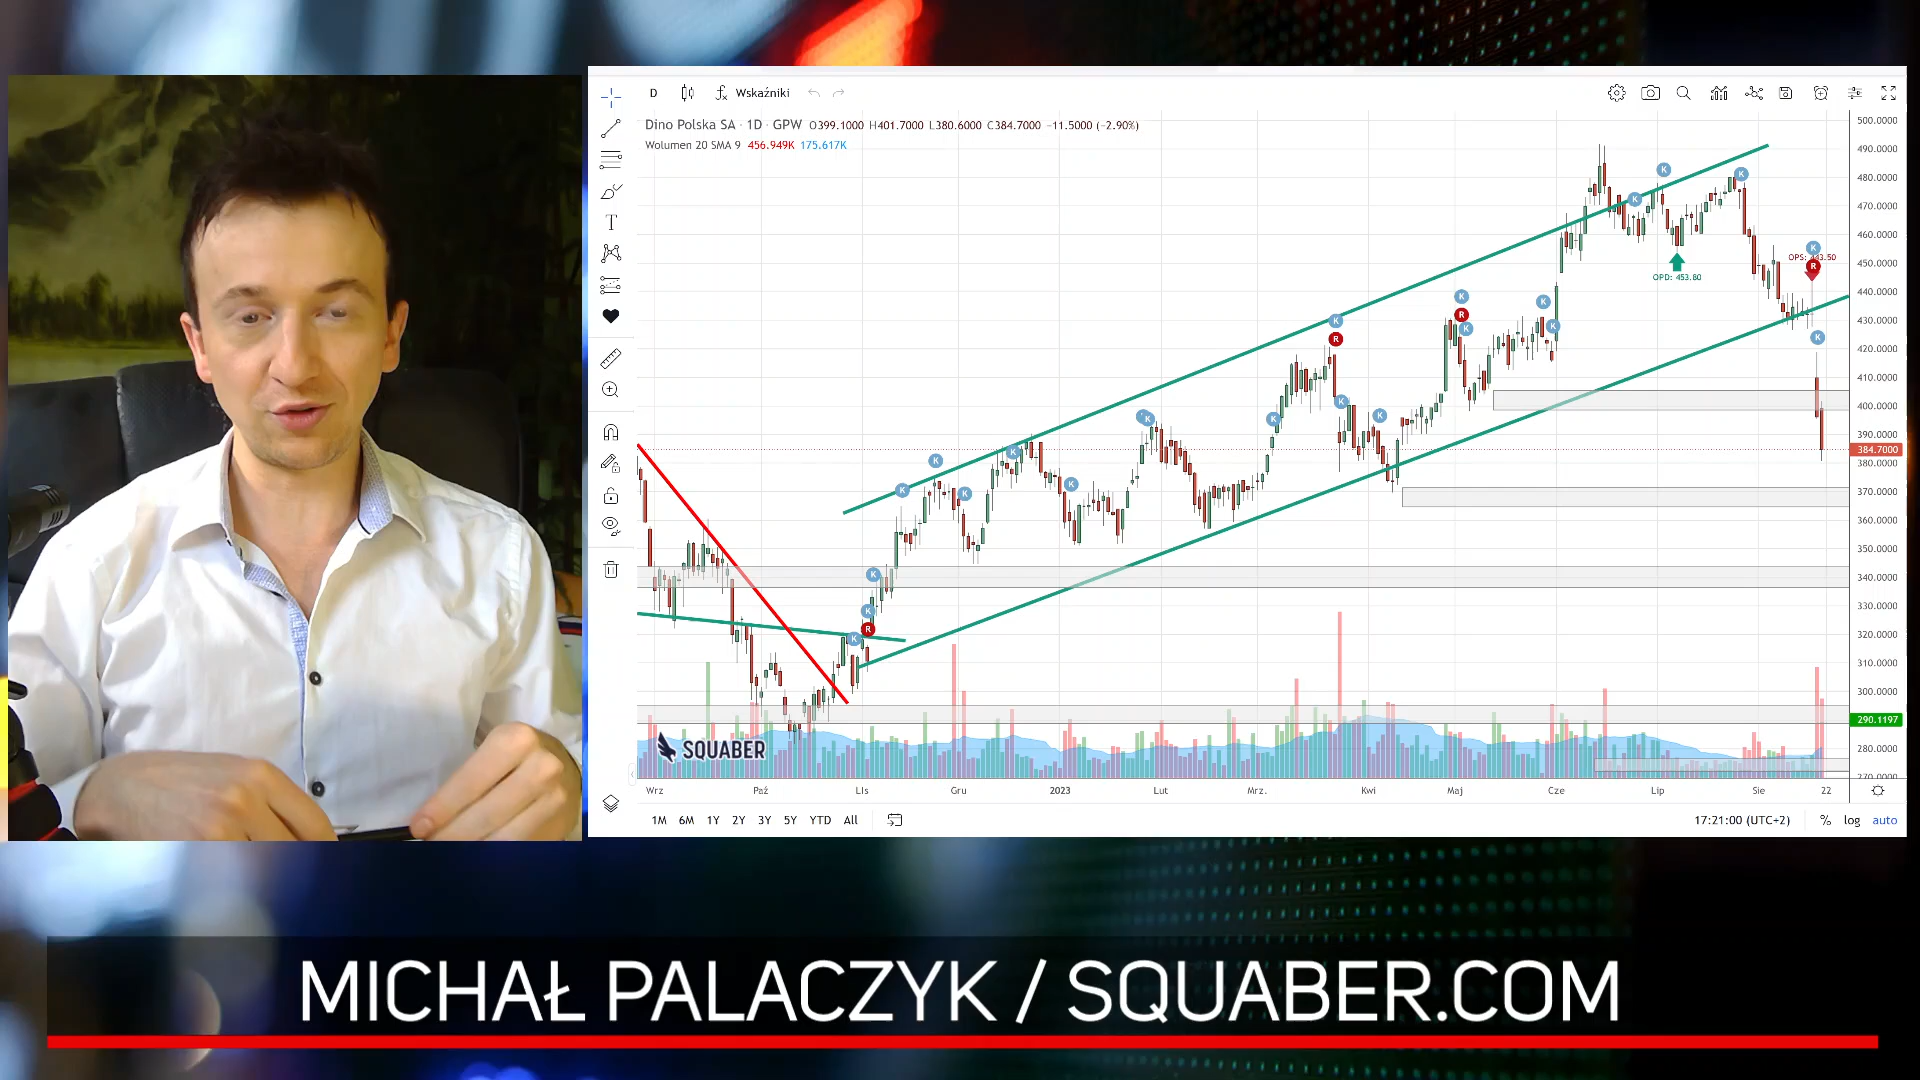 D Wskaźniki
Dino Polska SA · 1D · GPW O399.1000 H401.7000 L380.6000 C384.7000 −11.5000 (−2.90%)
Wolumen 20 SMA 9 456.949K 175.617K
500.0000
490.0000
480.0000
470.0000
460.0000
450.0000
440.0000
430.0000
420.0000
410.0000
400.0000
390.0000
384.7000
380.0000
370.0000
360.0000
350.0000
340.0000
330.0000
320.0000
310.0000
300.0000
290.1197
280.0000
270.0000
K
K
K
K
K
R
OPD: 453.80
K
K
K
R
K
K
K
R
K
K
K
K
K
K
K
K
K
K
K
K
K
R
K
SQUABER
Wrz Paź Lis Gru 2023 Lut Mrz. Kwi Maj Cze Lip Sie 22
1M 6M 1Y 2Y 3Y 5Y YTD All 17:21:00 (UTC+2) % log auto
MICHAŁ PALACZYK / SQUABER.COM